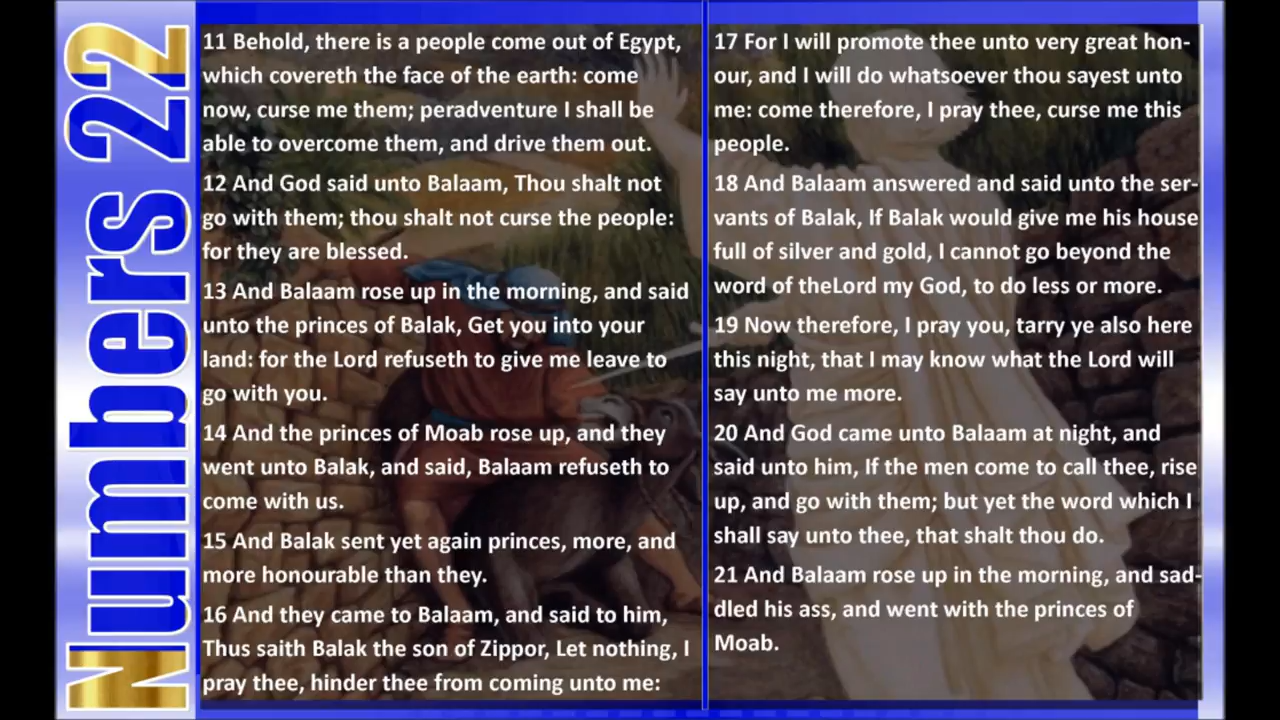 Numbers 22
11 Behold, there is a people come out of Egypt,
which covereth the face of the earth: come
now, curse me them; peradventure I shall be
able to overcome them, and drive them out.
12 And God said unto Balaam, Thou shalt not
go with them; thou shalt not curse the people:
for they are blessed.
13 And Balaam rose up in the morning, and said
unto the princes of Balak, Get you into your
land: for the Lord refuseth to give me leave to
go with you.
14 And the princes of Moab rose up, and they
went unto Balak, and said, Balaam refuseth to
come with us.
15 And Balak sent yet again princes, more, and
more honourable than they.
16 And they came to Balaam, and said to him,
Thus saith Balak the son of Zippor, Let nothing, I
pray thee, hinder thee from coming unto me:
17 For I will promote thee unto very great hon-
our, and I will do whatsoever thou sayest unto
me: come therefore, I pray thee, curse me this
people.
18 And Balaam answered and said unto the ser-
vants of Balak, If Balak would give me his house
full of silver and gold, I cannot go beyond the
word of theLord my God, to do less or more.
19 Now therefore, I pray you, tarry ye also here
this night, that I may know what the Lord will
say unto me more.
20 And God came unto Balaam at night, and
said unto him, If the men come to call thee, rise
up, and go with them; but yet the word which I
shall say unto thee, that shalt thou do.
21 And Balaam rose up in the morning, and sad-
dled his ass, and went with the princes of
Moab.